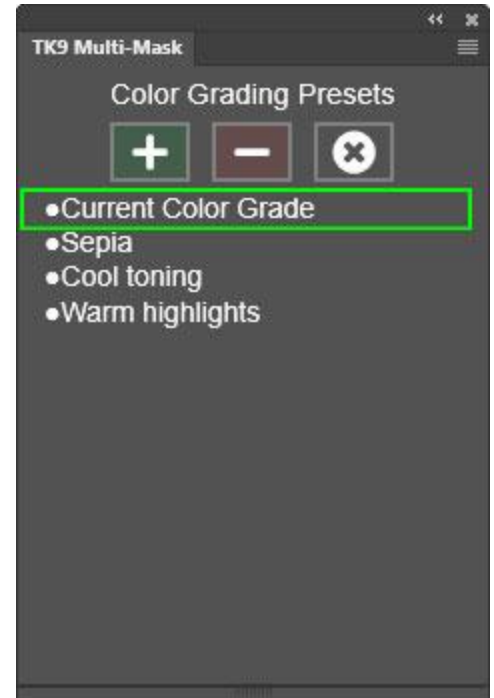 TK9 Multi-Mask
Color Grading Presets
●Current Color Grade
●Sepia
●Cool toning
●Warm highlights